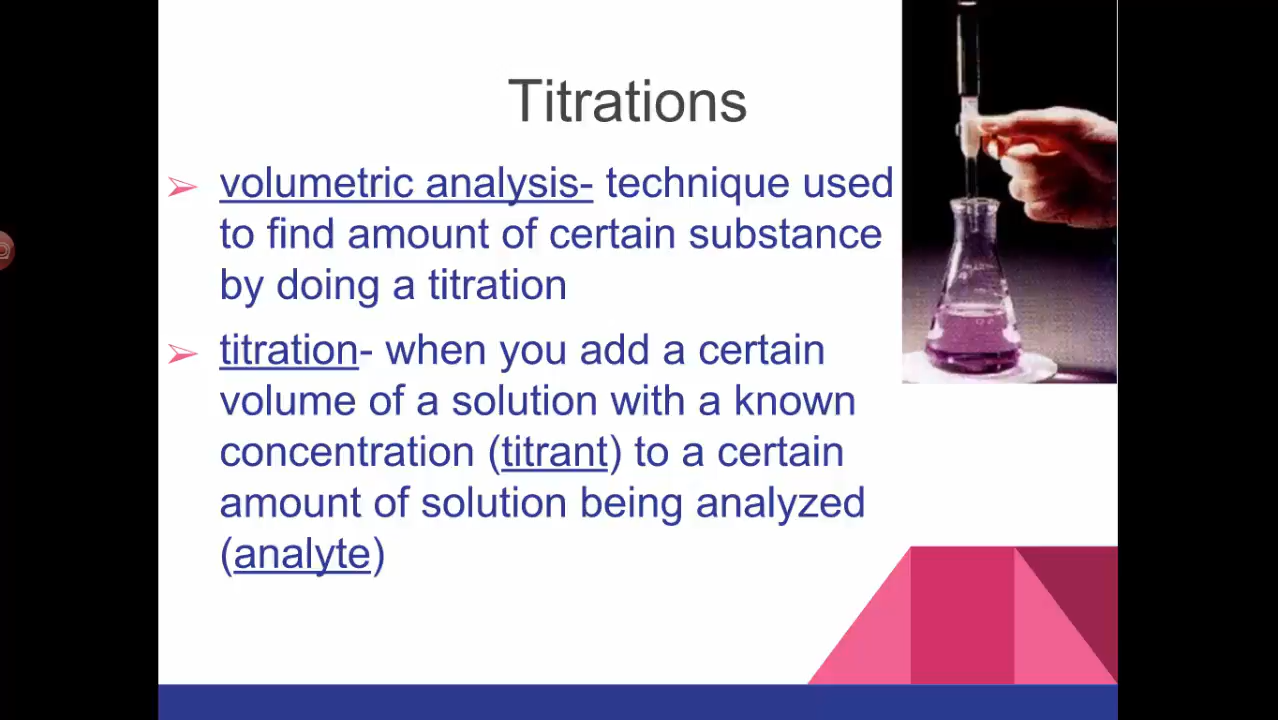 Titrations
➢ volumetric analysis- technique used
to find amount of certain substance
by doing a titration
➢ titration- when you add a certain
volume of a solution with a known
concentration (titrant) to a certain
amount of solution being analyzed
(analyte)